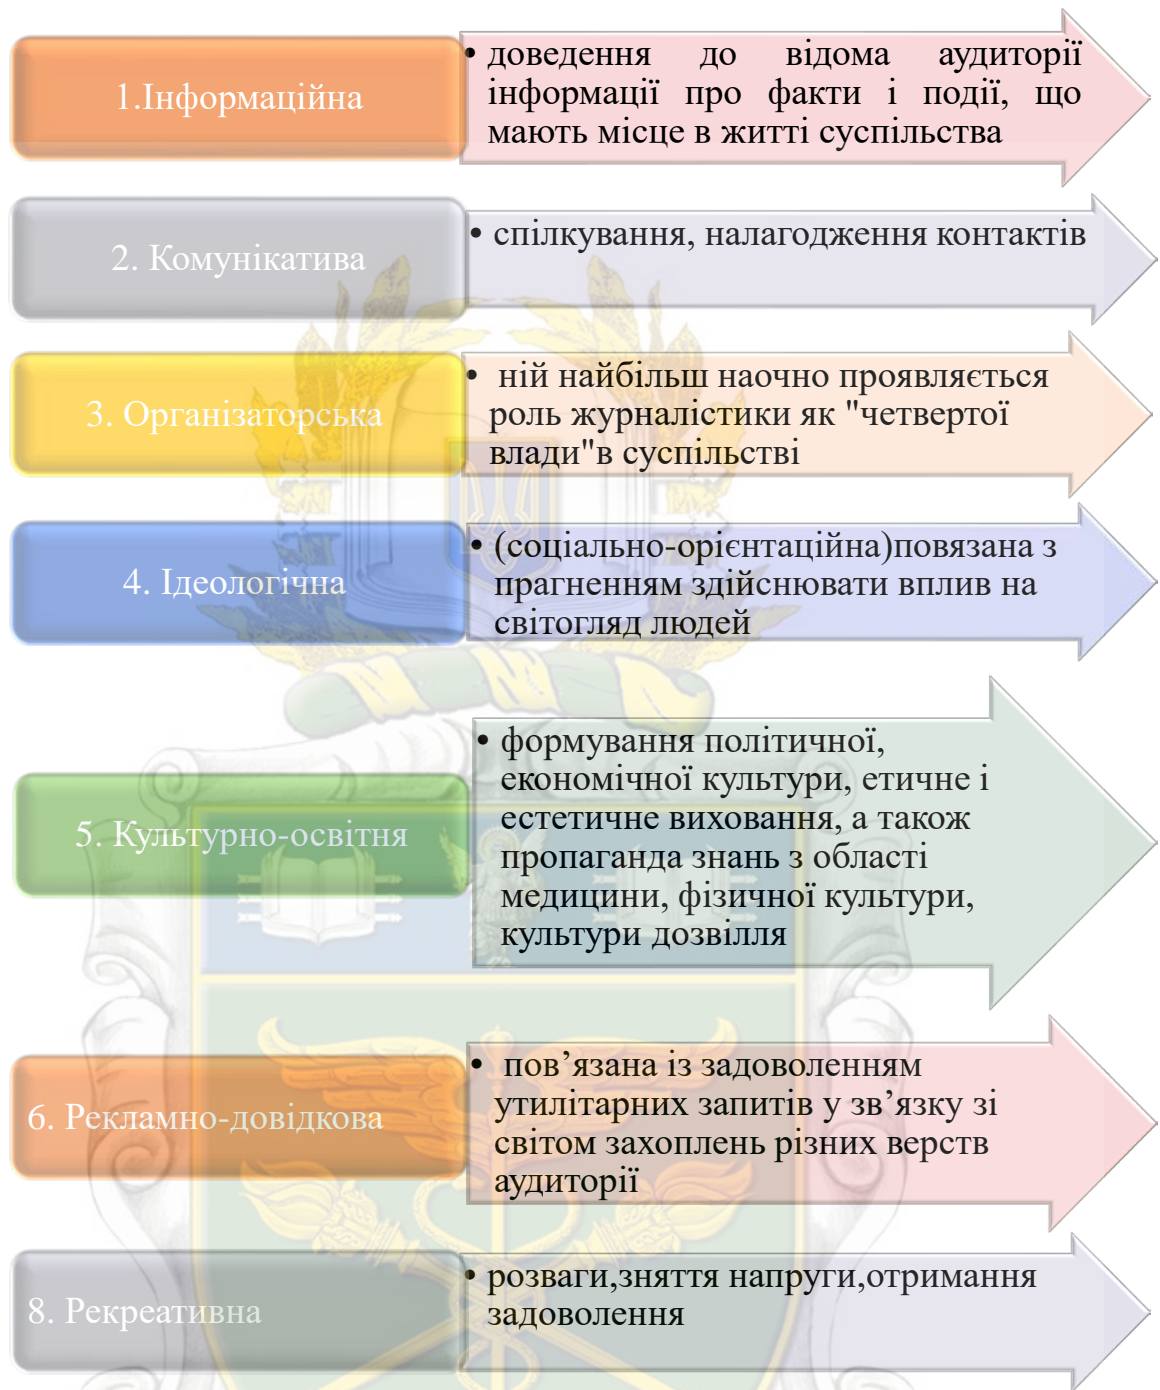 1.Інформаційна
• доведення до відома аудиторії
інформації про факти і події, що
мають місце в житті суспільства
2. Комунікатива
• спілкування, налагодження контактів
3. Організаторська
• ній найбільш наочно проявляється
роль журналістики як "четвертої
влади"в суспільстві
4. Ідеологічна
• (соціально-орієнтаційна)повязана з
прагненням здійснювати вплив на
світогляд людей
5. Культурно-освітня
• формування політичної,
економічної культури, етичне і
естетичне виховання, а також
пропаганда знань з області
медицини, фізичної культури,
культури дозвілля
6. Рекламно-довідкова
• пов’язана із задоволенням
утилітарних запитів у зв’язку зі
світом захоплень різних верств
аудиторії
8. Рекреативна
• розваги,зняття напруги,отримання
задоволення